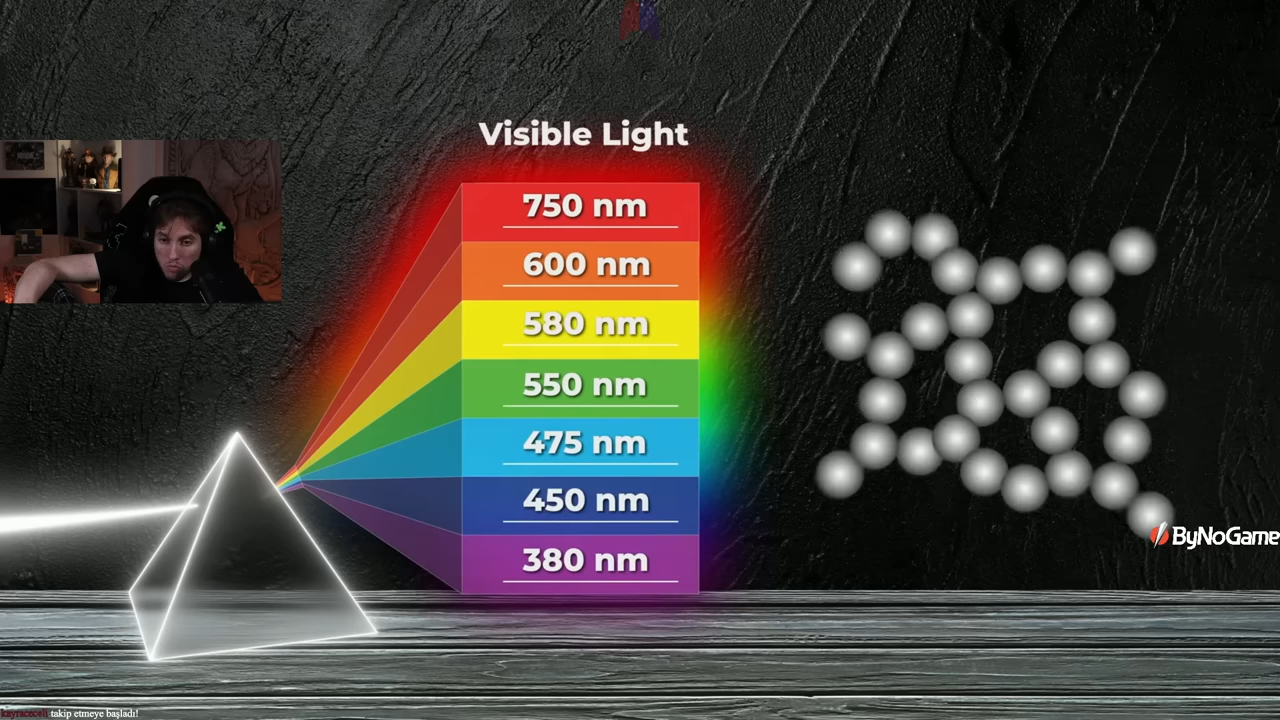 Visible Light
750 nm
600 nm
580 nm
550 nm
475 nm
450 nm
380 nm
ByNoGame
kayraceceli takip etmeye başladı!